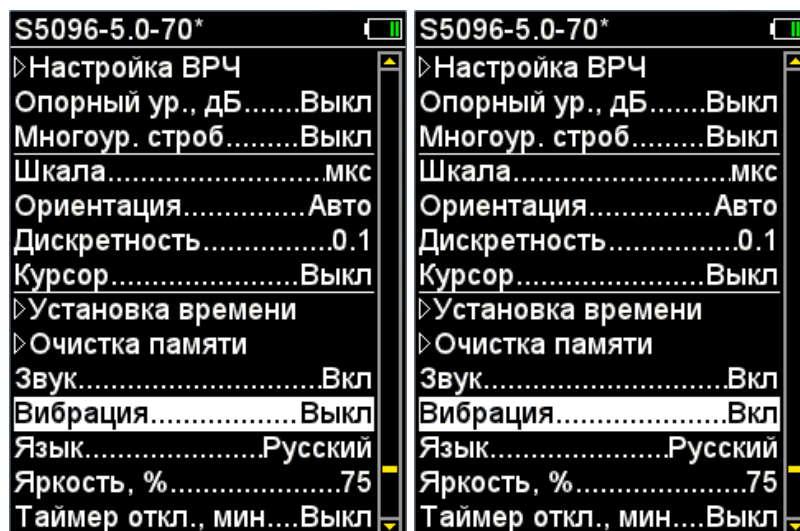 S5096-5.0-70*
▷Настройка ВРЧ
Опорный ур., дБ.......Выкл
Многоур. строб.........Выкл
Шкала...........................мкс
Ориентация...............Авто
Дискретность................0.1
Курсор.......................Выкл
▷Установка времени
▷Очистка памяти
Звук..............................Вкл
Вибрация...................Выкл
Язык......................Русский
Яркость, %.....................75
Таймер откл., мин....Выкл
S5096-5.0-70*
▷Настройка ВРЧ
Опорный ур., дБ.......Выкл
Многоур. строб.........Выкл
Шкала...........................мкс
Ориентация...............Авто
Дискретность................0.1
Курсор.......................Выкл
▷Установка времени
▷Очистка памяти
Звук..............................Вкл
Вибрация.....................Вкл
Язык......................Русский
Яркость, %.....................75
Таймер откл., мин....Выкл